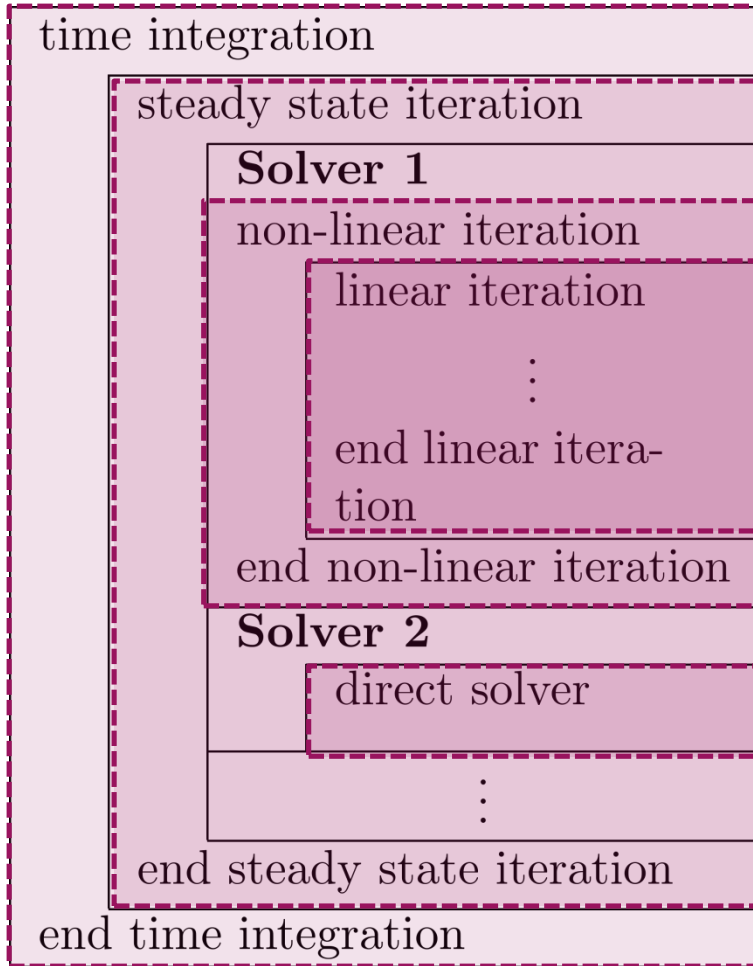 time integration
steady state iteration
Solver 1
non-linear iteration
linear iteration
⋮
end linear itera-
tion
end non-linear iteration
Solver 2
direct solver
⋮
end steady state iteration
end time integration